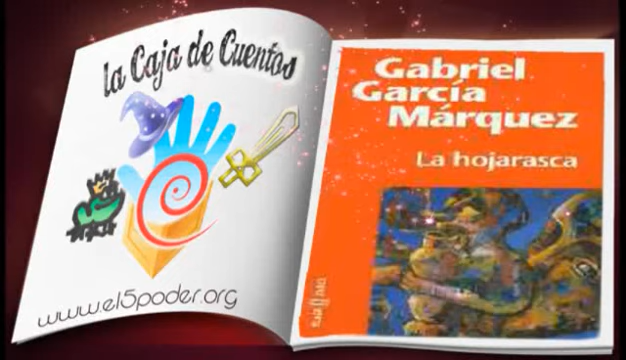 la Caja de Cuentos
www.el5poder.org
Gabriel
García
Márquez
La hojarasca